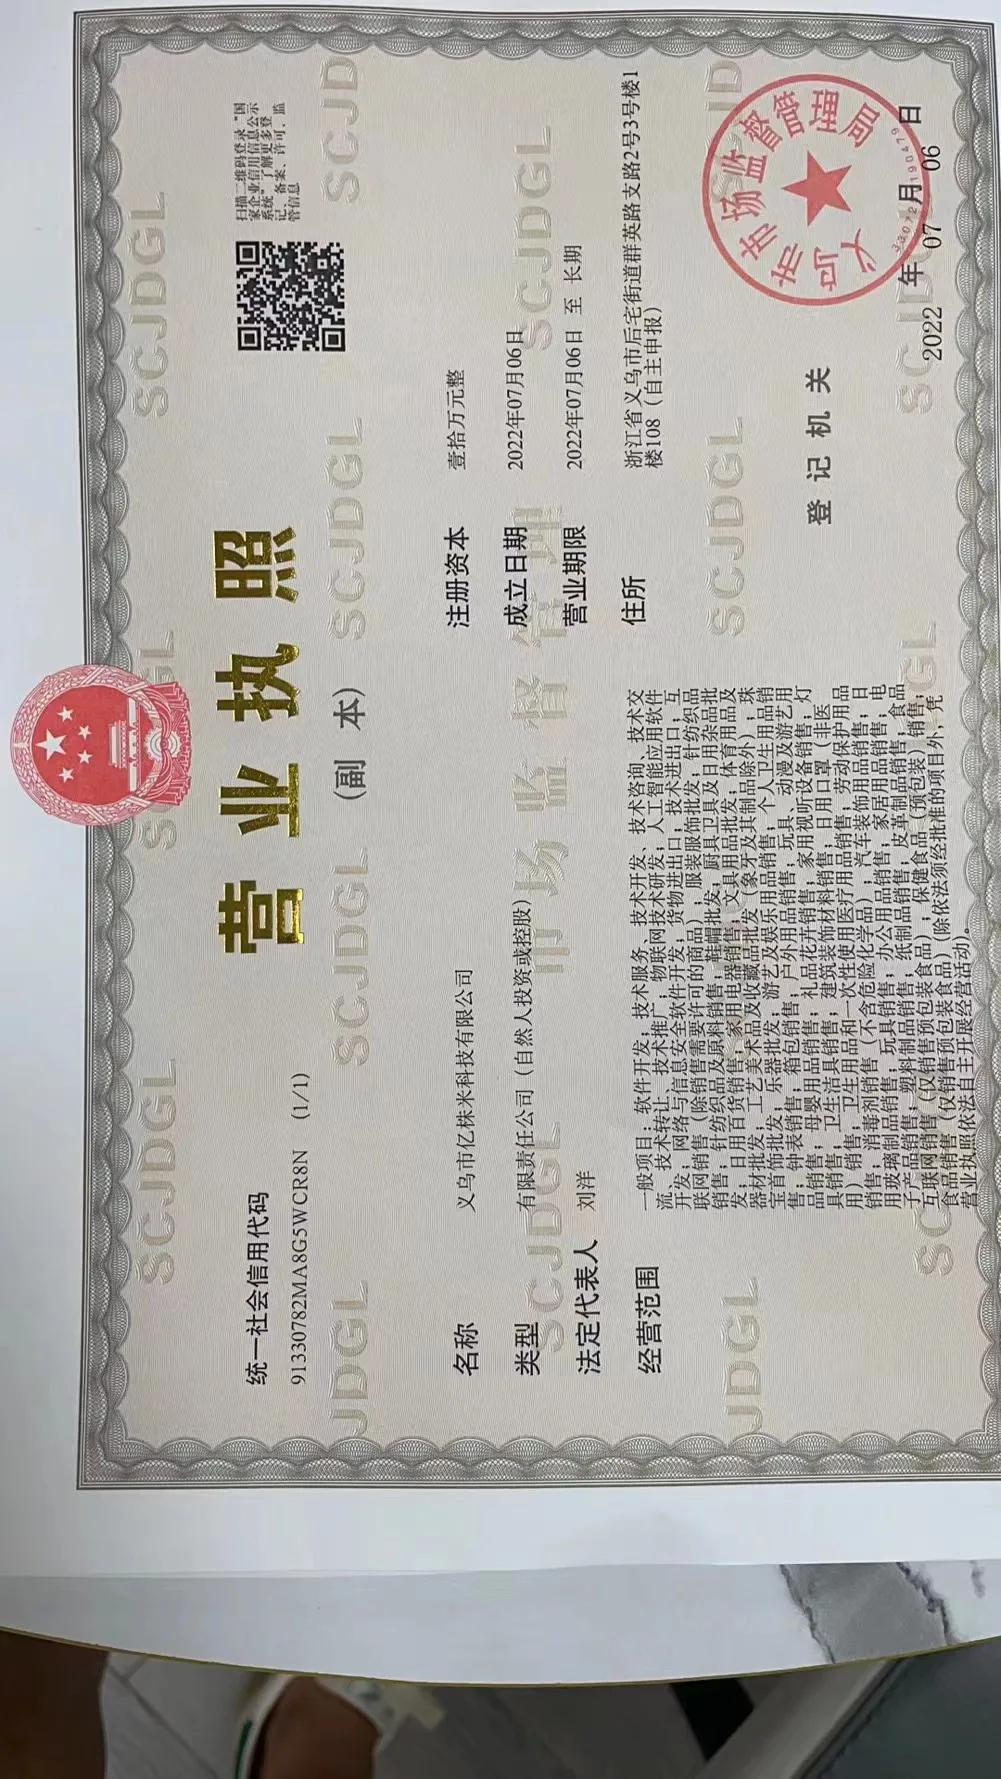 统一社会信用代码
91330782MA8G5WCR8N (1/1)
营业执照
(副 本)
扫描二维码登录“国
家企业信用信息公示
系统”了解更多登
记、备案、许可、监
管信息
名称 义乌市亿株米科技有限公司
类型 有限责任公司（自然人投资或控股）
法定代表人 刘洋
经营范围 一般项目：软件开发；技术服务、技术开发、技术咨询、技术交
流、技术转让、技术推广；物联网技术研发；人工智能应用软件
开发；网络与信息安全软件开发；货物进出口；技术进出口；互
联网销售（除销售需要许可的商品）；服装服饰批发；针纺织品
销售；针纺织品及原料销售；鞋帽批发；厨具卫具及日用杂品批
发；日用百货销售；家用电器销售；文具用品批发；体育用品及
器材批发；工艺美术品及收藏品批发（象牙及其制品除外）；珠
宝首饰批发；乐器批发；游艺及娱乐用品销售；个人卫生用品销
售；钟表销售；箱包销售；户外用品销售；玩具、动漫及游艺用
品销售；母婴用品销售；礼品花卉销售；家用视听设备销售；灯
具销售；卫生洁具销售；建筑装饰材料销售；日用口罩（非医
用）销售；卫生用品和一次性使用医疗用品销售；劳动保护用品
销售；消毒剂销售（不含危险化学品）；汽车装饰用品销售；日
用玻璃制品销售；玩具销售；办公用品销售；家居用品销售；电
子产品销售；塑料制品销售；纸制品销售；皮革制品销售；食品
互联网销售（仅销售预包装食品）；保健食品（预包装）销售；
食品销售（仅销售预包装食品）(除依法须经批准的项目外，凭
营业执照依法自主开展经营活动)。
注册资本 壹拾万元整
成立日期 2022年07月06日
营业期限 2022年07月06日 至 长期
住所 浙江省义乌市后宅街道群英路支路2号3号楼1
楼108（自主申报）
登记机关
义乌市市场监督管理局
2022 年 07 月 06 日
市场监督管理
SCJDGL
SCJDGL
SCJDGL
SCJDGL
SCJDGL
SCJDGL